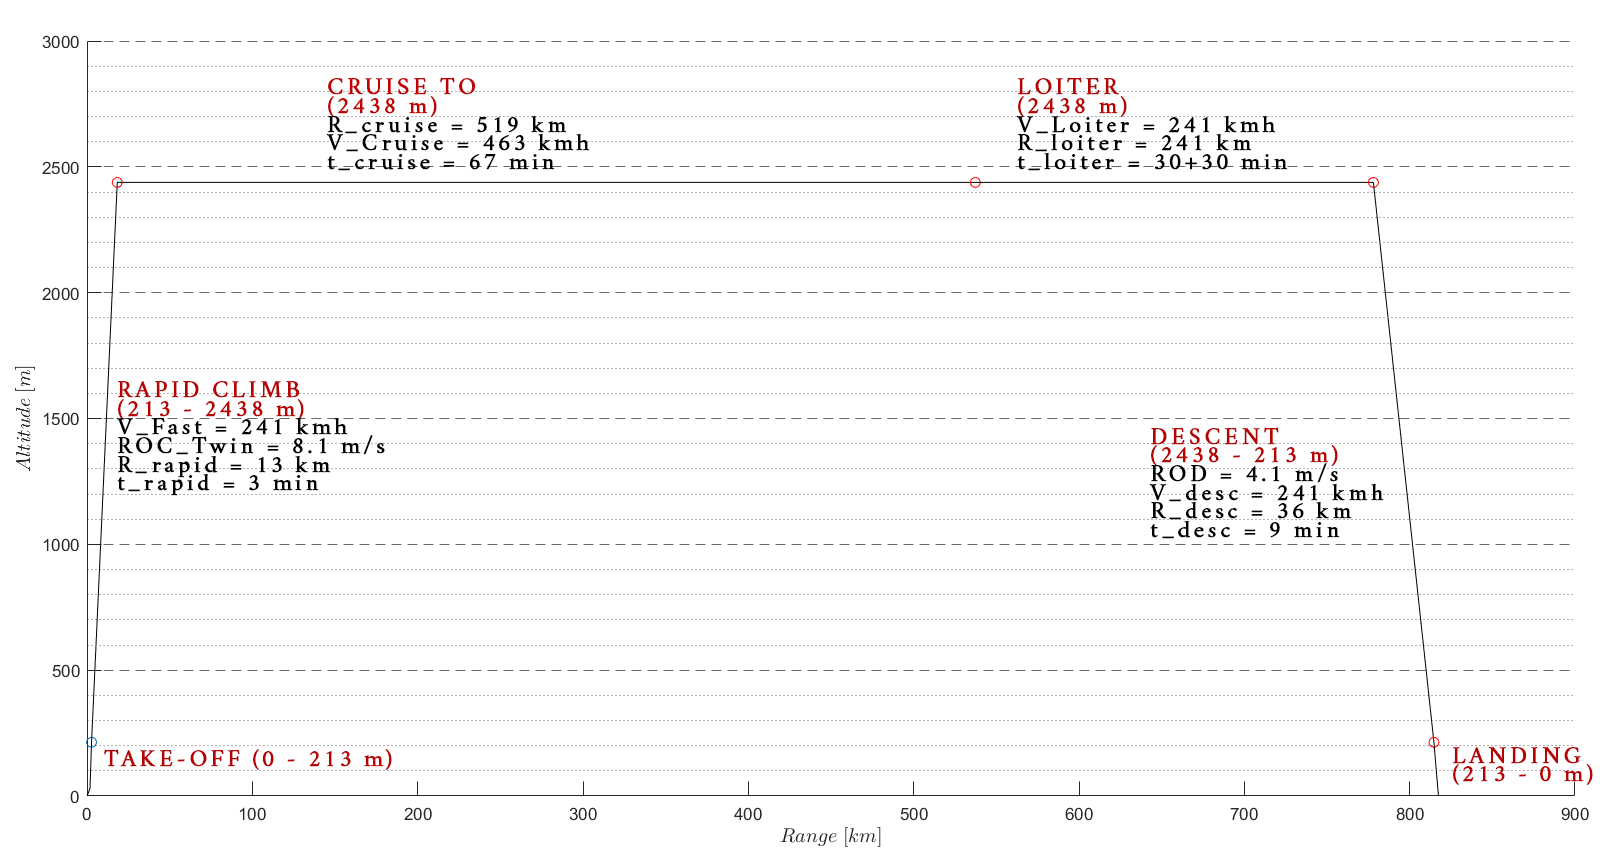 3000
CRUISE TO
(2438 m)
R_cruise = 519 km
V_Cruise = 463 kmh
t_cruise = 67 min
LOITER
(2438 m)
V_Loiter = 241 kmh
R_loiter = 241 km
t_loiter = 30+30 min
2500
2000
RAPID CLIMB
(213 - 2438 m)
V_Fast = 241 kmh
ROC_Twin = 8.1 m/s
R_rapid = 13 km
t_rapid = 3 min
1500
DESCENT
(2438 - 213 m)
ROD = 4.1 m/s
V_desc = 241 kmh
R_desc = 36 km
t_desc = 9 min
Altitude [m]
1000
500
TAKE-OFF (0 - 213 m)
LANDING
(213 - 0 m)
0
0 100 200 300 400 500 600 700 800 900
Range [km]